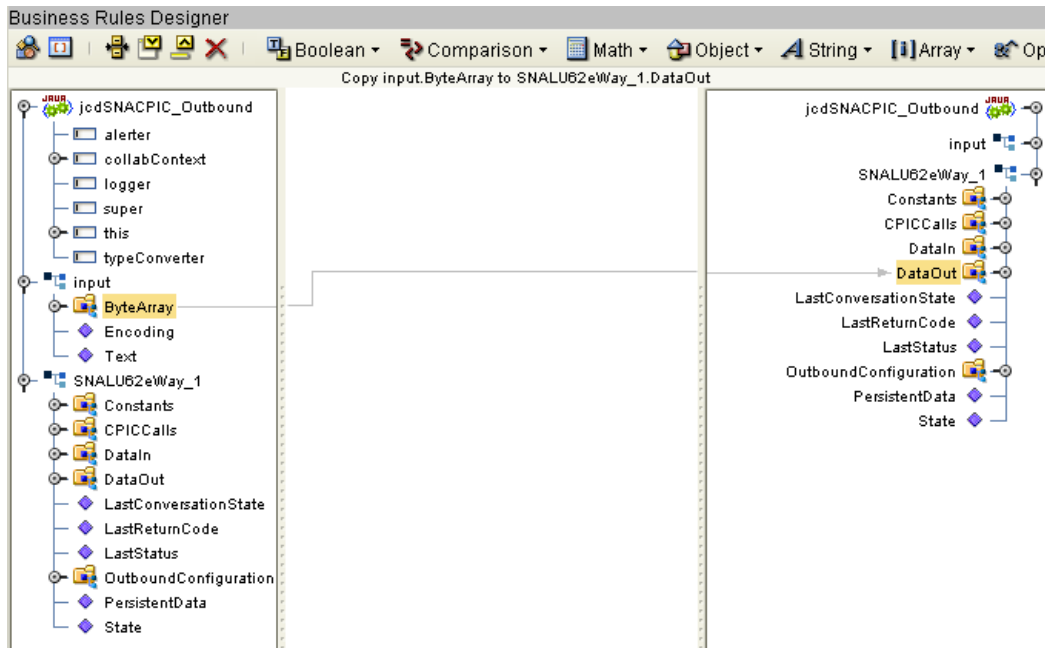 Business Rules Designer
Boolean Comparison Math Object String Array Op
Copy input.ByteArray to SNALU62eWay_1.DataOut
jcdSNACPIC_Outbound
alerter
collabContext
logger
super
this
typeConverter
input
ByteArray
Encoding
Text
SNALU62eWay_1
Constants
CPICCalls
DataIn
DataOut
LastConversationState
LastReturnCode
LastStatus
OutboundConfiguration
PersistentData
State
jcdSNACPIC_Outbound
input
SNALU62eWay_1
Constants
CPICCalls
DataIn
DataOut
LastConversationState
LastReturnCode
LastStatus
OutboundConfiguration
PersistentData
State